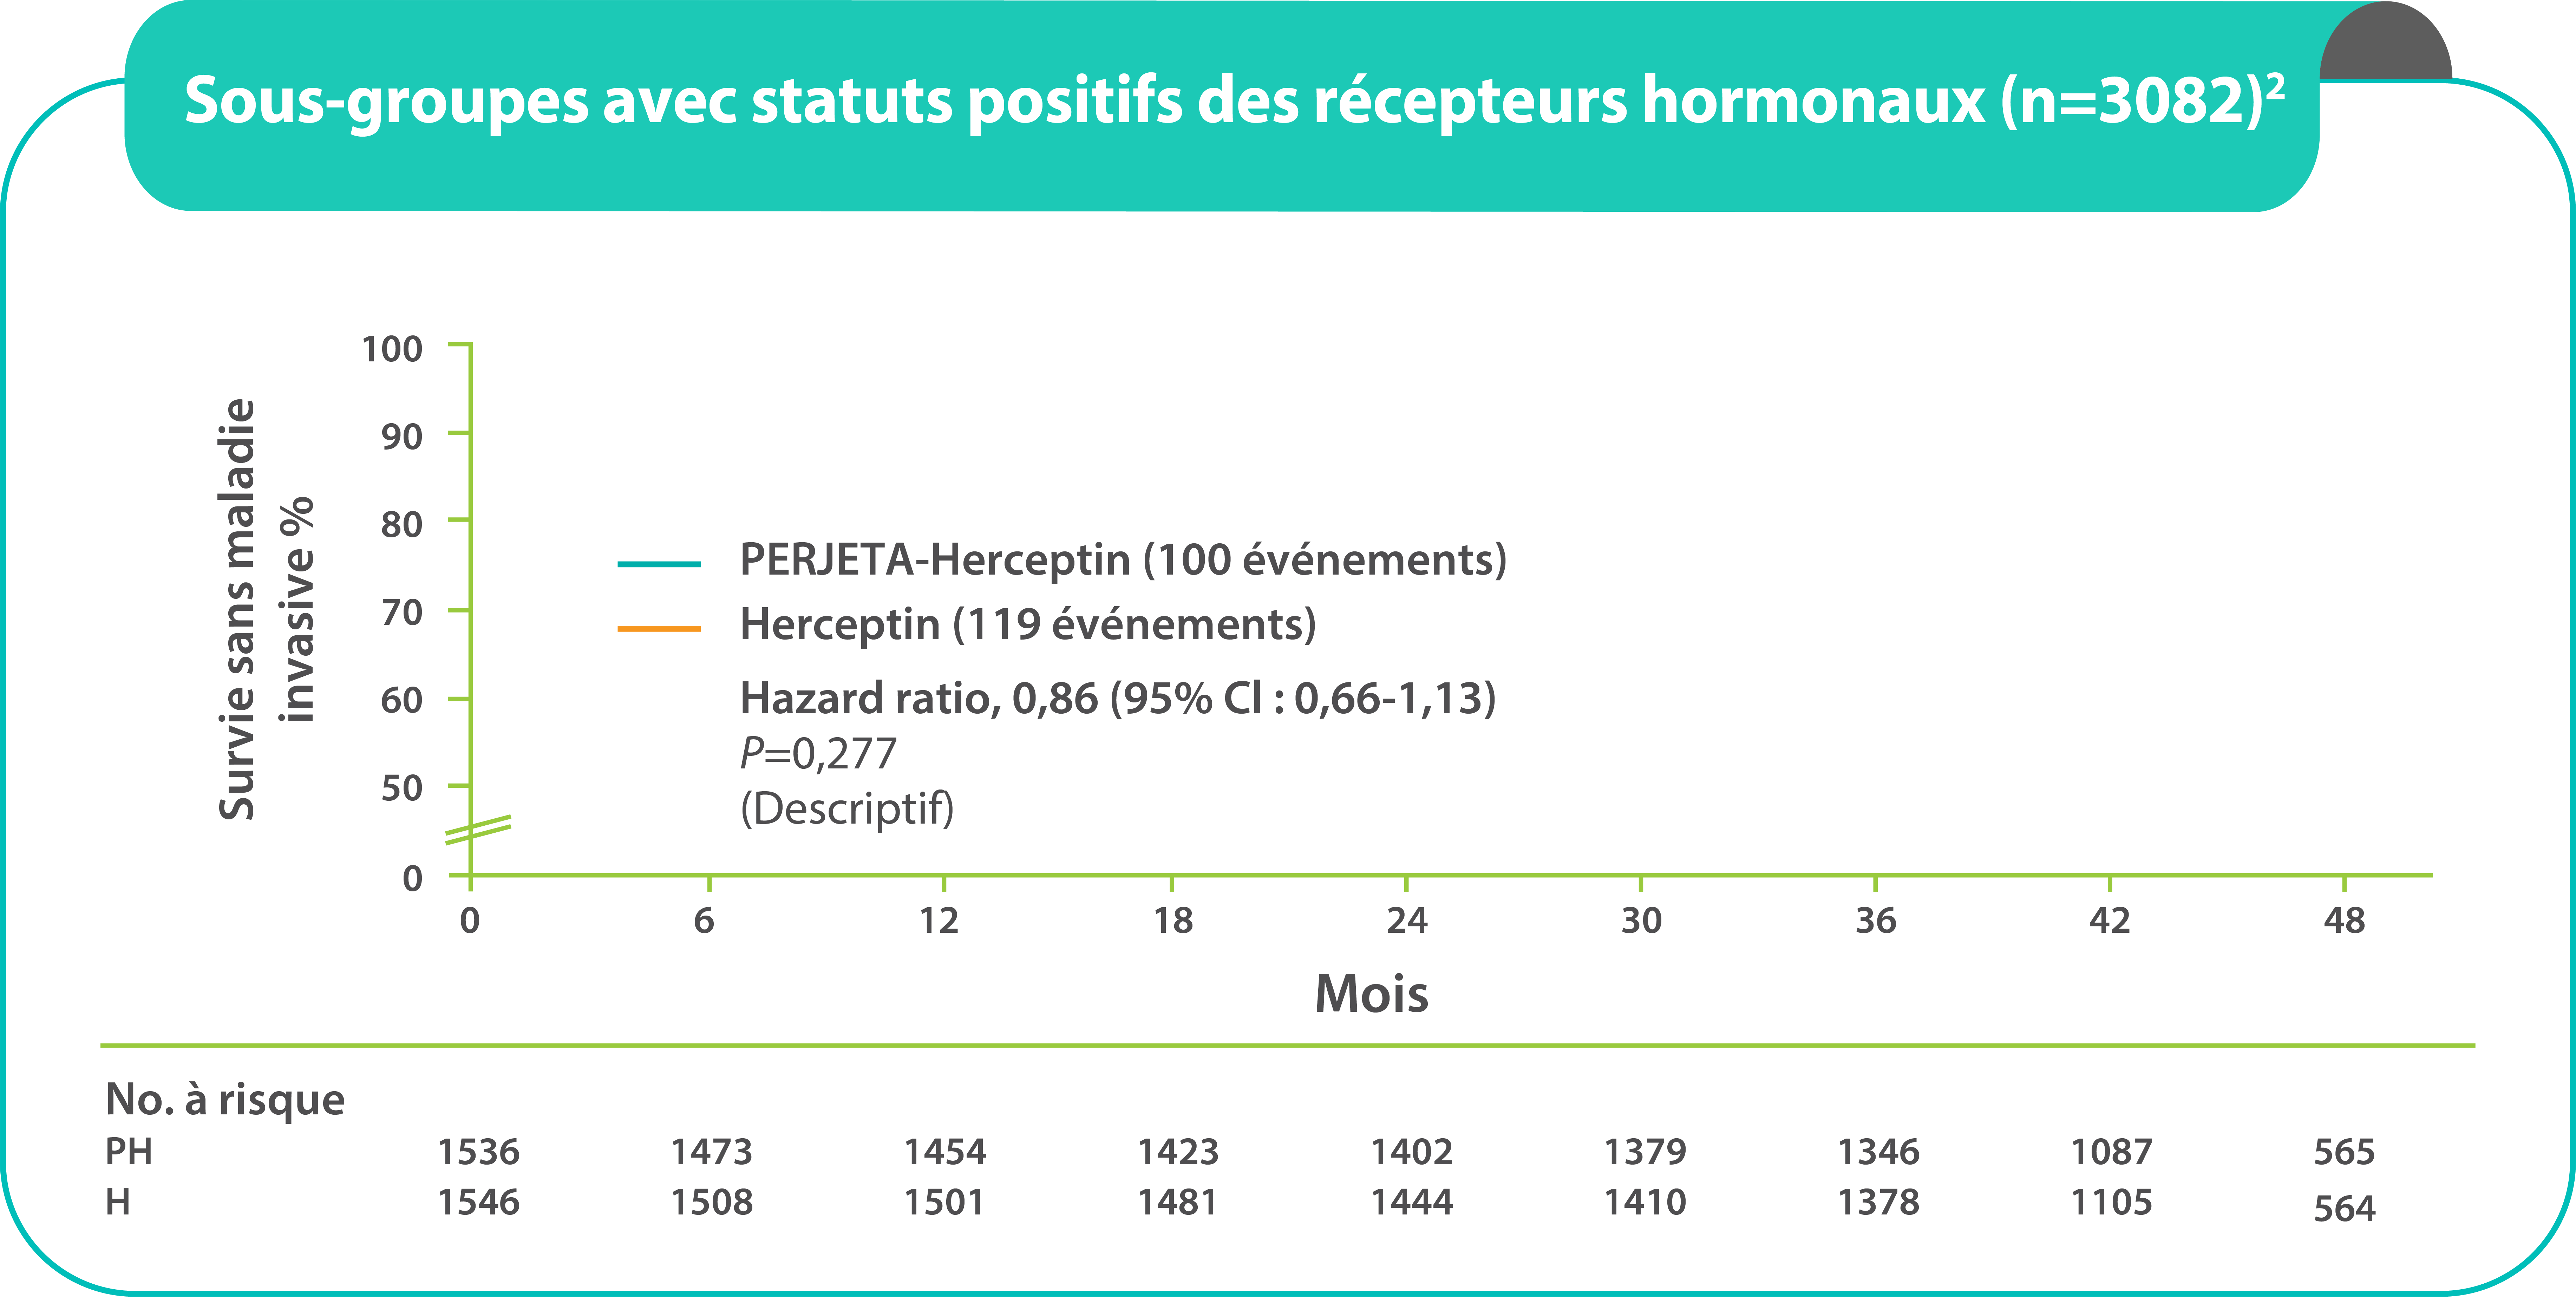 Sous-groupes avec statuts positifs des récepteurs hormonaux (n=3082)²
Survie sans maladie
invasive %
100
90
80
70
60
50
0
PERJETA-Herceptin (100 événements)
Herceptin (119 événements)
Hazard ratio, 0,86 (95% Cl : 0,66-1,13)
P=0,277
(Descriptif)
0 6 12 18 24 30 36 42 48
Mois
No. à risque
PH 1536 1473 1454 1423 1402 1379 1346 1087 565
H 1546 1508 1501 1481 1444 1410 1378 1105 564